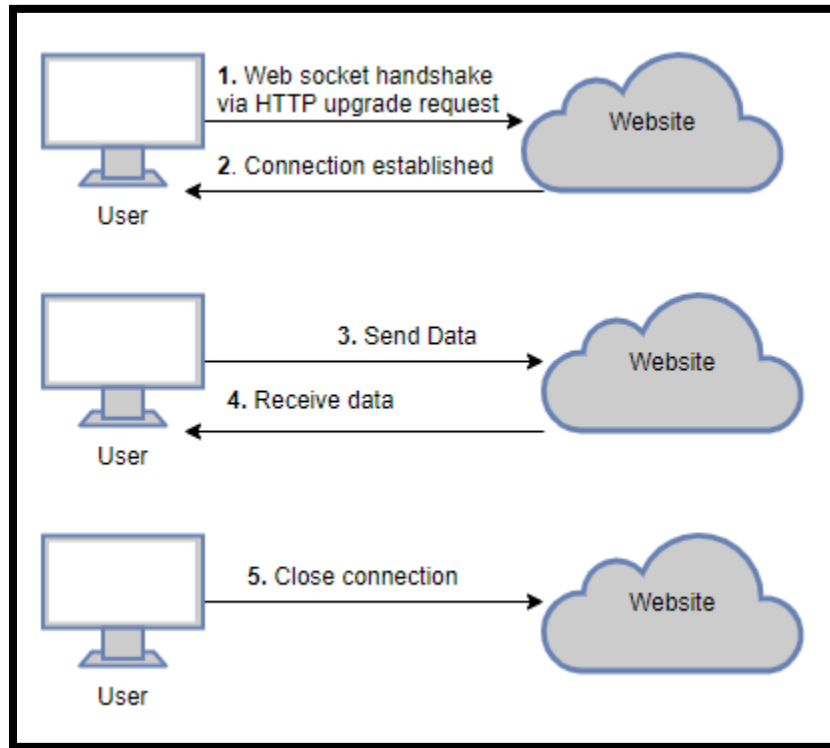 1. Web socket handshake
via HTTP upgrade request
Website
2. Connection established
User
3. Send Data
Website
4. Receive data
User
5. Close connection
Website
User